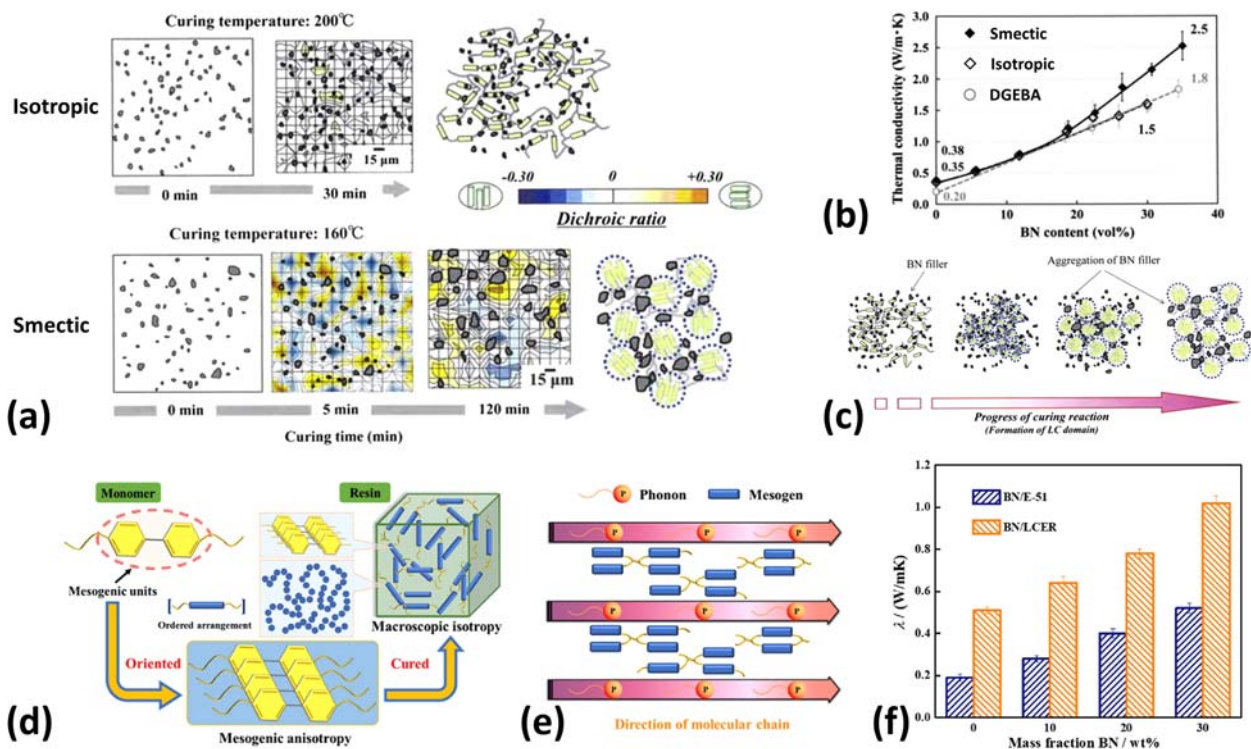 Curing temperature: 200℃
Isotropic
15 μm
0 min
30 min
-0.30
0
+0.30
Dichroic ratio
Curing temperature: 160℃
Smectic
15 μm
0 min
5 min
120 min
Curing time (min)
(a)
Thermal conductivity (W/m·K)
3.0
2.5
2.0
1.5
1.0
0.5
0.0
Smectic
Isotropic
DGEBA
2.5
1.8
1.5
0.38
0.35
0.20
0
10
20
30
40
BN content (vol%)
(b)
BN filler
Aggregation of BN filler
Progress of curing reaction
(Formation of LC domain)
(c)
Monomer
Resin
Mesogenic units
Ordered arrangement
Macroscopic isotropy
Oriented
Cured
Mesogenic anisotropy
(d)
Phonon
Mesogen
P
P
P
P
P
P
P
P
P
P
Direction of molecular chain
(e)
λ / (W/mK)
1.2
1.0
0.8
0.6
0.4
0.2
0.0
BN/E-51
BN/LCER
0
10
20
30
Mass fraction BN / wt%
(f)